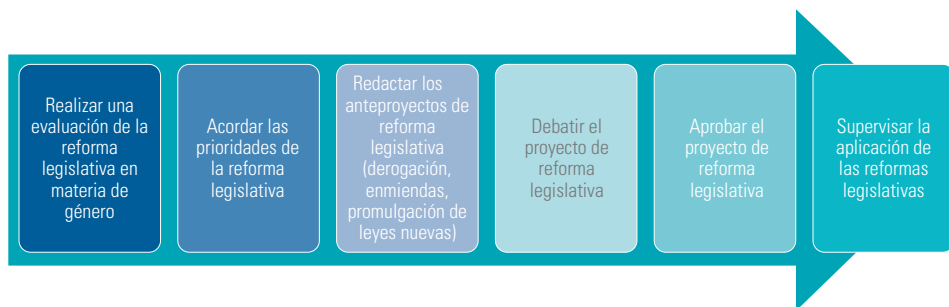 Realizar una
evaluación de la
reforma
legislativa en
materia de
género
Acordar las
prioridades de
la reforma
legislativa
Redactar los
anteproyectos de
reforma
legislativa
(derogación,
enmiendas,
promulgación de
leyes nuevas)
Debatir el
proyecto de
reforma
legislativa
Aprobar el
proyecto de
reforma
legislativa
Supervisar la
aplicación de
las reformas
legislativas